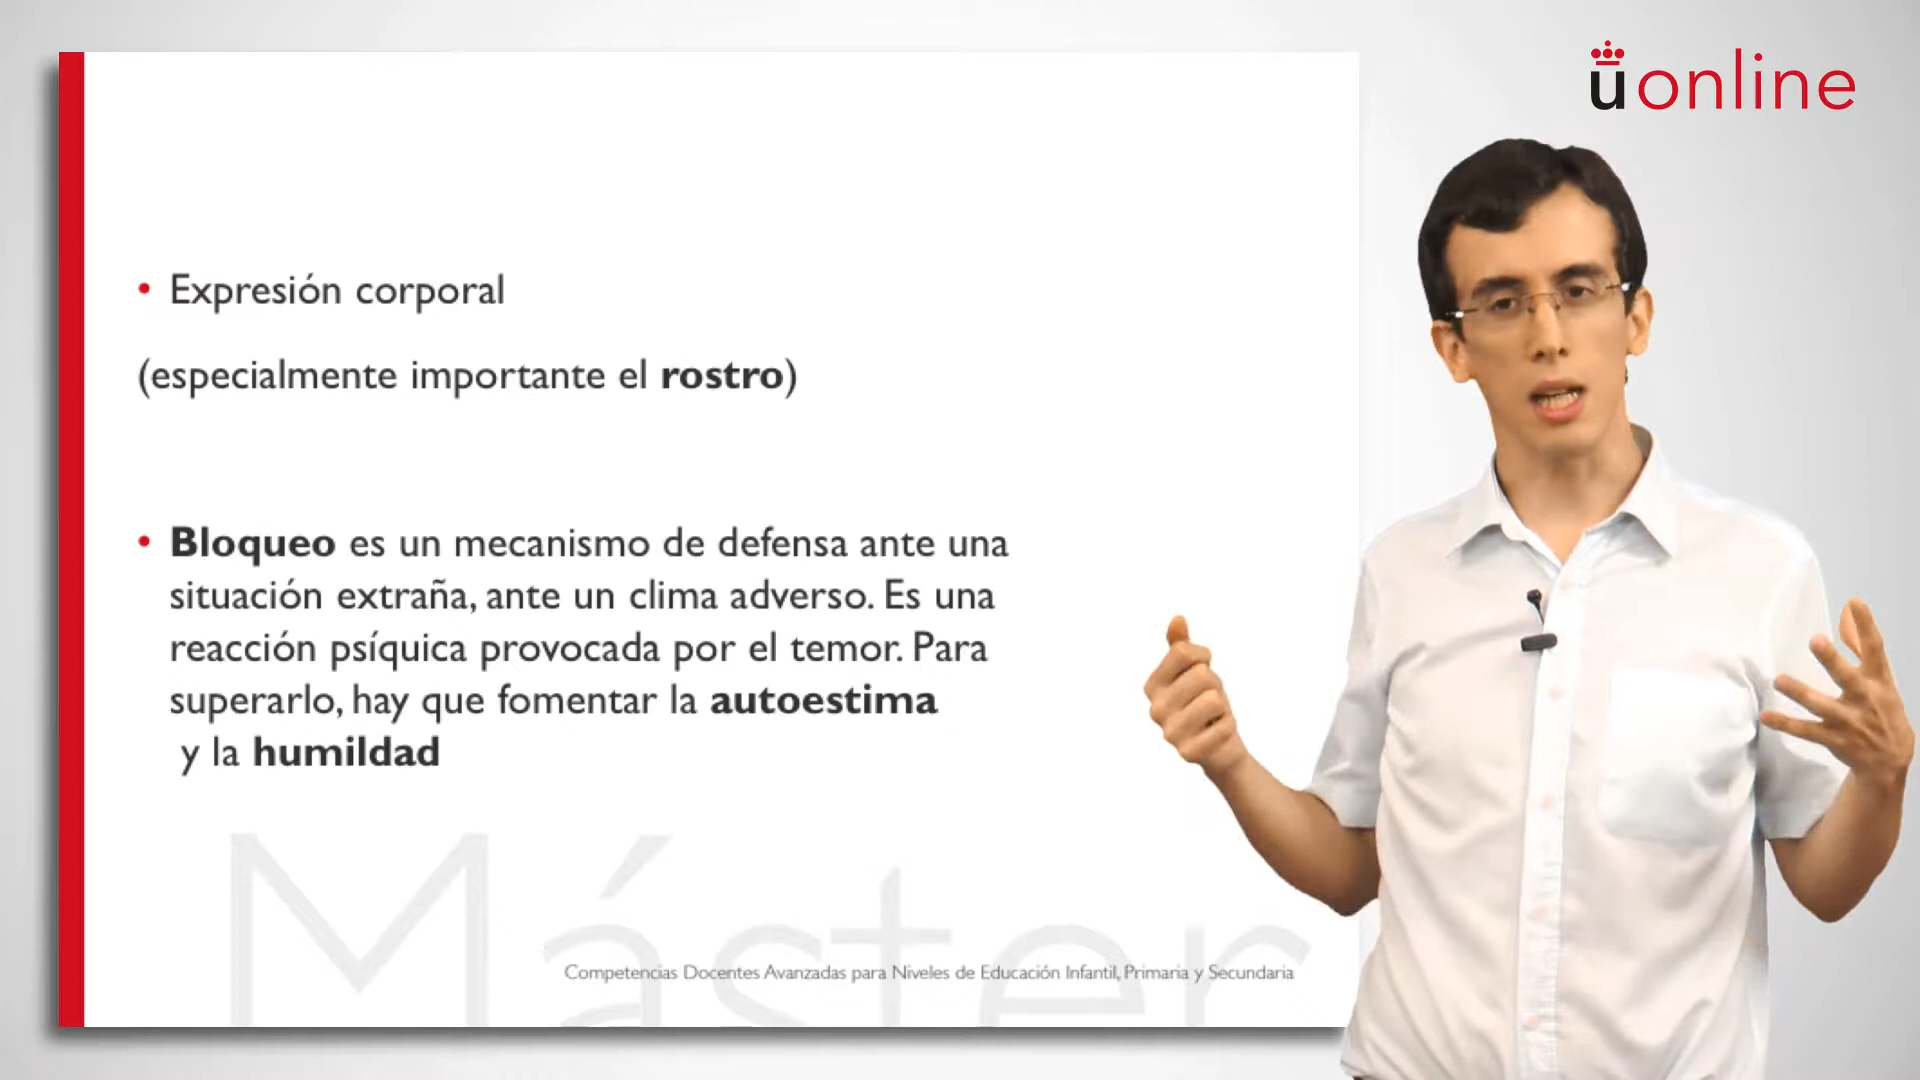 uonline
• Expresión corporal
(especialmente importante el rostro)
• Bloqueo es un mecanismo de defensa ante una
situación extraña, ante un clima adverso. Es una
reacción psíquica provocada por el temor. Para
superarlo, hay que fomentar la autoestima
y la humildad
Máster
Competencias Docentes Avanzadas para Niveles de Educación Infantil, Primaria y Secundaria